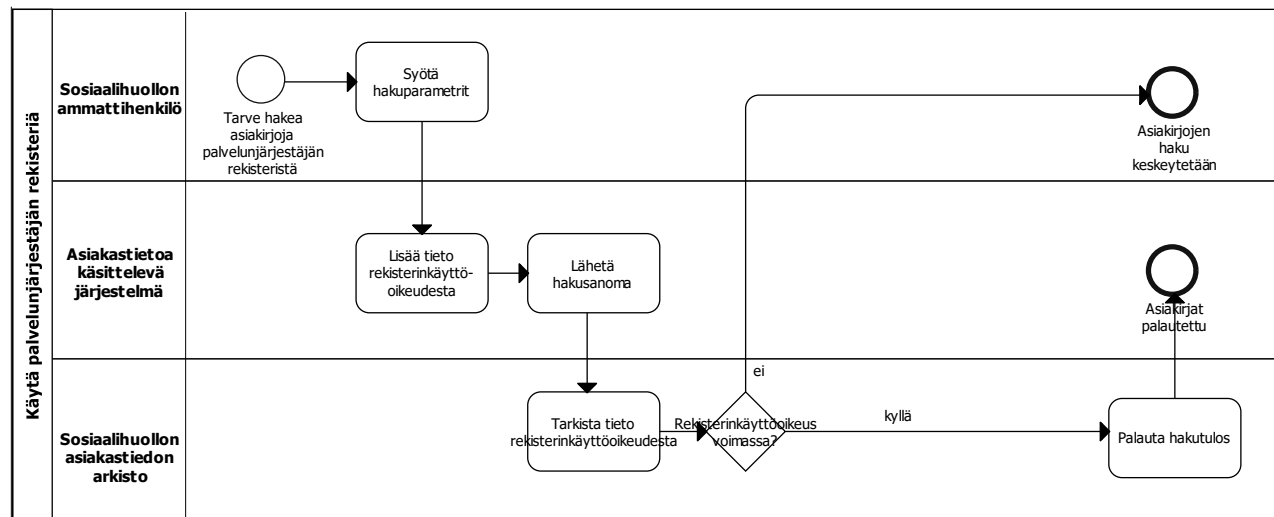 Käytä palvelunjärjestäjän rekisteriä
Sosiaalihuollon
ammattihenkilö
Tarve hakea
asiakirjoja
palvelunjärjestäjän
rekisteristä
Syötä
hakuparametrit
Asiakirjojen
haku
keskeytetään
Asiakastietoa
käsittelevä
järjestelmä
Lisää tieto
rekisterinkäyttö-
oikeudesta
Lähetä
hakusanoma
Asiakirjat
palautettu
Sosiaalihuollon
asiakastiedon
arkisto
Tarkista tieto
rekisterinkäyttöoikeudesta
Rekisterinkäyttöoikeus
voimassa?
ei
kyllä
Palauta hakutulos